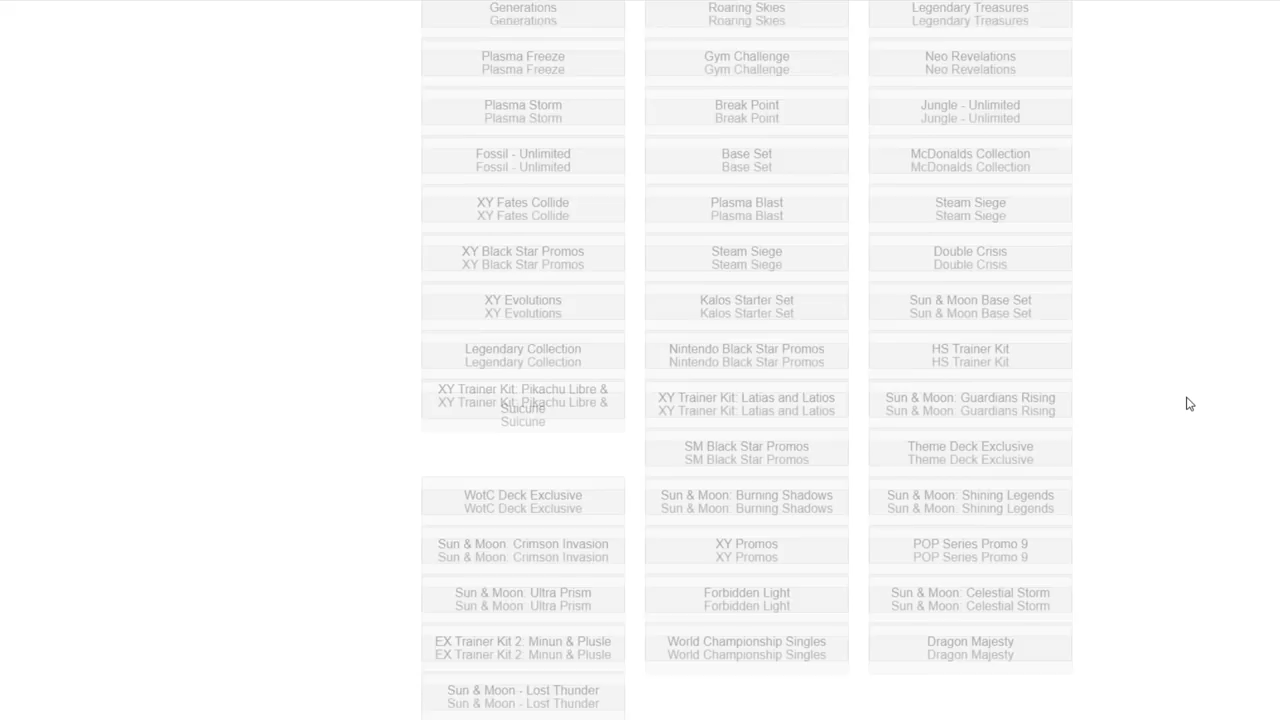 Generations
Roaring Skies
Legendary Treasures
Generations
Roaring Skies
Legendary Treasures
Plasma Freeze
Gym Challenge
Neo Revelations
Plasma Freeze
Gym Challenge
Neo Revelations
Plasma Storm
Break Point
Jungle - Unlimited
Plasma Storm
Break Point
Jungle - Unlimited
Fossil - Unlimited
Base Set
McDonalds Collection
Fossil - Unlimited
Base Set
McDonalds Collection
XY Fates Collide
Plasma Blast
Steam Siege
XY Fates Collide
Plasma Blast
Steam Siege
XY Black Star Promos
Steam Siege
Double Crisis
XY Black Star Promos
Steam Siege
Double Crisis
XY Evolutions
Kalos Starter Set
Sun & Moon Base Set
XY Evolutions
Kalos Starter Set
Sun & Moon Base Set
Legendary Collection
Nintendo Black Star Promos
HS Trainer Kit
Legendary Collection
Nintendo Black Star Promos
HS Trainer Kit
XY Trainer Kit: Pikachu Libre &
XY Trainer Kit: Pikachu Libre &
Suicune
Suicune
XY Trainer Kit: Latias and Latios
Sun & Moon: Guardians Rising
XY Trainer Kit: Latias and Latios
Sun & Moon: Guardians Rising
SM Black Star Promos
Theme Deck Exclusive
SM Black Star Promos
Theme Deck Exclusive
WotC Deck Exclusive
Sun & Moon: Burning Shadows
Sun & Moon: Shining Legends
WotC Deck Exclusive
Sun & Moon: Burning Shadows
Sun & Moon: Shining Legends
Sun & Moon: Crimson Invasion
XY Promos
POP Series Promo 9
Sun & Moon: Crimson Invasion
XY Promos
POP Series Promo 9
Sun & Moon: Ultra Prism
Forbidden Light
Sun & Moon: Celestial Storm
Sun & Moon: Ultra Prism
Forbidden Light
Sun & Moon: Celestial Storm
EX Trainer Kit 2: Minun & Plusle
World Championship Singles
Dragon Majesty
EX Trainer Kit 2: Minun & Plusle
World Championship Singles
Dragon Majesty
Sun & Moon - Lost Thunder
Sun & Moon - Lost Thunder